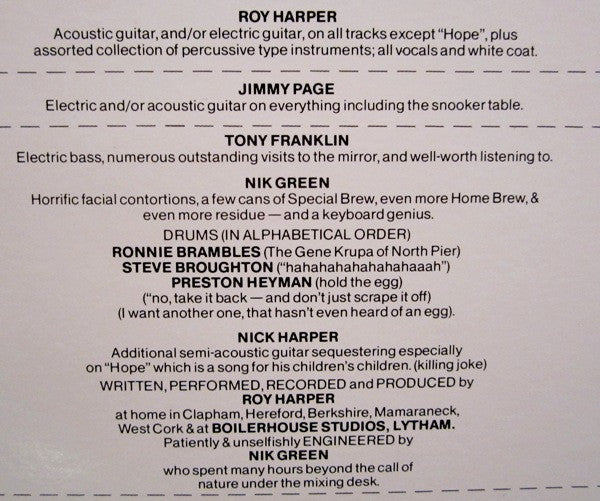 ROY HARPER
Acoustic guitar, and/or electric guitar, on all tracks except “Hope”, plus
assorted collection of percussive type instruments; all vocals and white coat.
JIMMY PAGE
Electric and/or acoustic guitar on everything including the snooker table.
TONY FRANKLIN
Electric bass, numerous outstanding visits to the mirror, and well-worth listening to.
NIK GREEN
Horrific facial contortions, a few cans of Special Brew, even more Home Brew, &
even more residue — and a keyboard genius.
DRUMS (IN ALPHABETICAL ORDER)
RONNIE BRAMBLES (The Gene Krupa of North Pier)
STEVE BROUGHTON (“hahahahahahahahaaah”)
PRESTON HEYMAN (hold the egg)
(“no, take it back — and don’t just scrape it off)
(I want another one, that hasn’t even heard of an egg).
NICK HARPER
Additional semi-acoustic guitar sequestering especially
on “Hope” which is a song for his children’s children. (killing joke)
WRITTEN, PERFORMED, RECORDED and PRODUCED by
ROY HARPER
at home in Clapham, Hereford, Berkshire, Mamaraneck,
West Cork & at BOILERHOUSE STUDIOS, LYTHAM.
Patiently & unselfishly ENGINEERED by
NIK GREEN
who spent many hours beyond the call of
nature under the mixing desk.